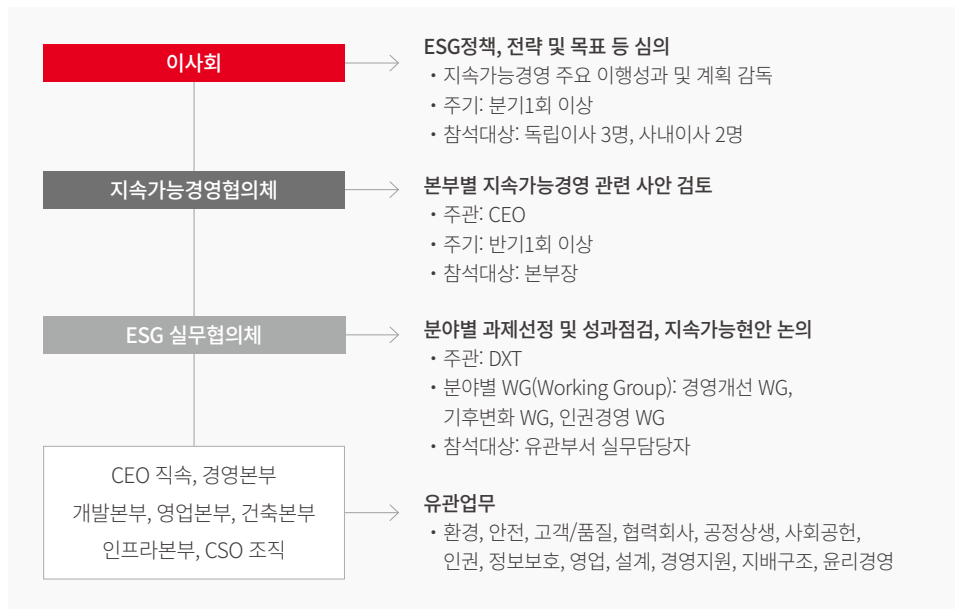 이사회
ESG정책, 전략 및 목표 등 심의
・지속가능경영 주요 이행성과 및 계획 감독
・주기: 분기1회 이상
・참석대상: 독립이사 3명, 사내이사 2명
지속가능경영협의체
본부별 지속가능경영 관련 사안 검토
・주관: CEO
・주기: 반기1회 이상
・참석대상: 본부장
ESG 실무협의체
분야별 과제선정 및 성과점검, 지속가능현안 논의
・주관: DXT
・분야별 WG(Working Group): 경영개선 WG,
기후변화 WG, 인권경영 WG
・참석대상: 유관부서 실무담당자
CEO 직속, 경영본부
개발본부, 영업본부, 건축본부
인프라본부, CSO 조직
유관업무
・환경, 안전, 고객/품질, 협력회사, 공정상생, 사회공헌,
인권, 정보보호, 영업, 설계, 경영지원, 지배구조, 윤리경영